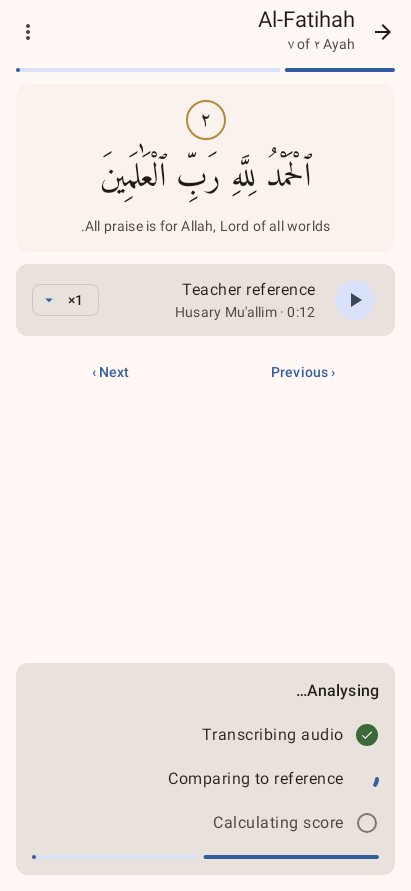 Al-Fatihah
Ayah ٢ of ٧
٢
ٱلْحَمْدُ لِلَّهِ رَبِّ ٱلْعَٰلَمِينَ
All praise is for Allah, Lord of all worlds.
Teacher reference
Husary Mu'allim · 0:12
×1
Previous ›
‹ Next
Analysing…
Transcribing audio
Comparing to reference
Calculating score